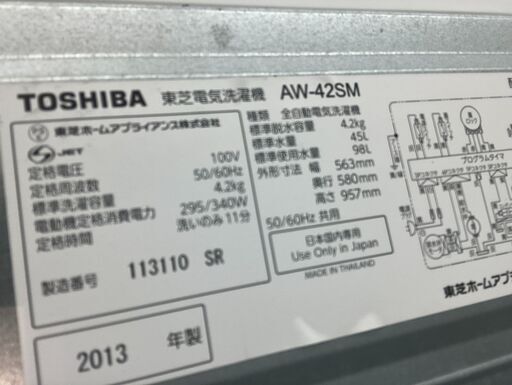 TOSHIBA 東芝電気洗濯機 AW-42SM
東芝ホームアプライアンス株式会社
JET
定格電圧 100V
定格周波数 50/60Hz
標準洗濯容量 4.2kg
電動機定格消費電力 295/340W
定格時間 洗いのみ11分
製造番号 113110 SR
2013 年製
種類 全自動電気洗濯機
標準脱水容量 4.2kg
標準水量 45L
標準使用水量 98L
外形寸法 幅 563mm
奥行 580mm
高さ 957mm
50/60Hz 共用
日本国内専用
Use Only in Japan
MADE IN THAILAND
プログラムタイマ
東芝ホームアプ